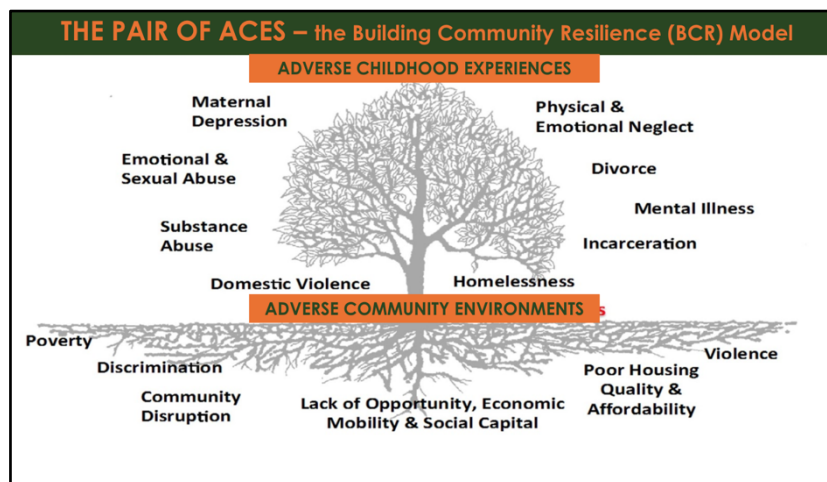 THE PAIR OF ACES – the Building Community Resilience (BCR) Model
ADVERSE CHILDHOOD EXPERIENCES
Maternal
Depression
Physical &
Emotional Neglect
Emotional &
Sexual Abuse
Divorce
Mental Illness
Substance
Abuse
Incarceration
Domestic Violence
Homelessness
ADVERSE COMMUNITY ENVIRONMENTS s
Poverty
Violence
Discrimination
Poor Housing
Quality &
Affordability
Community
Disruption
Lack of Opportunity, Economic
Mobility & Social Capital